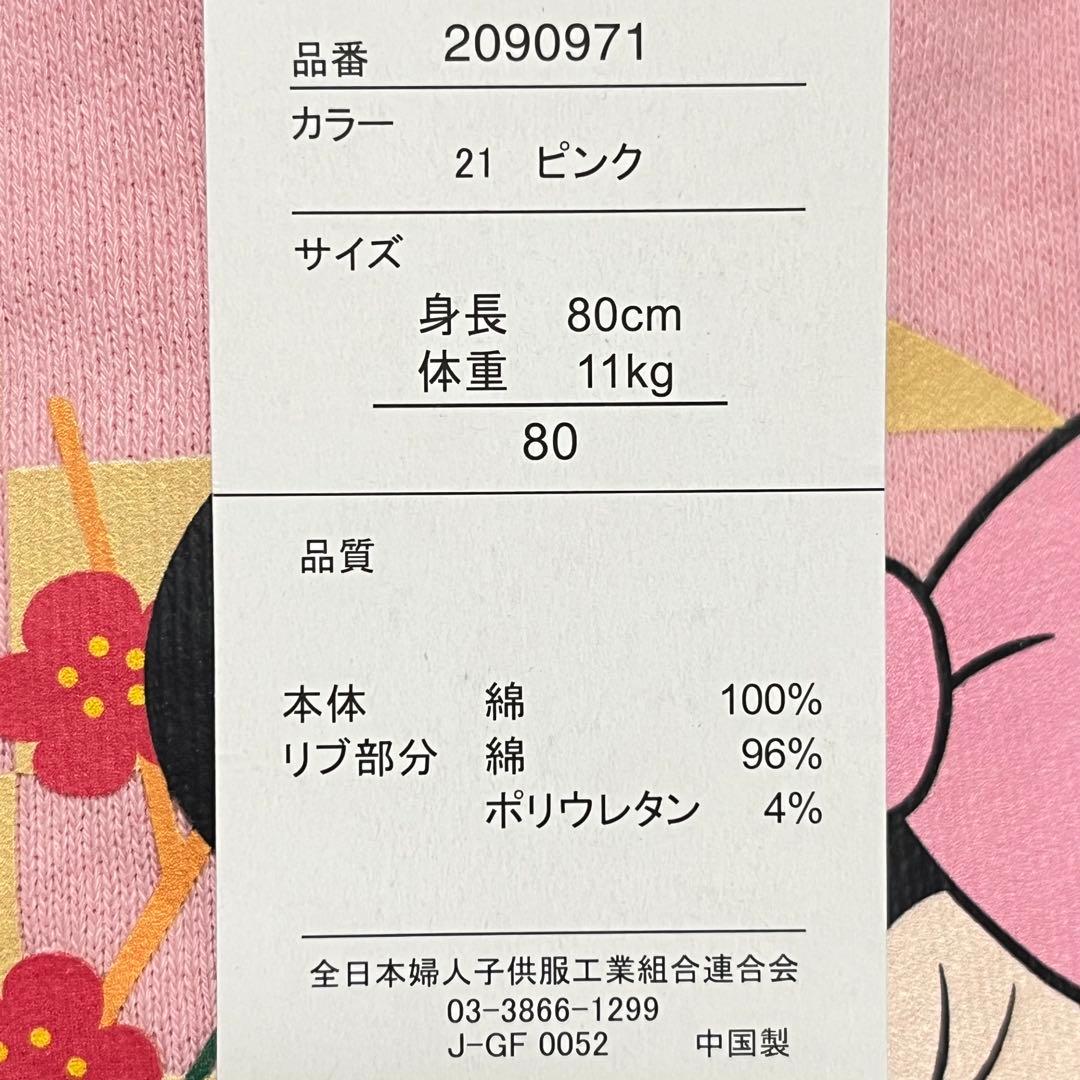 品番 2090971
カラー
21 ピンク
サイズ
身長 80cm
体重 11kg
80
品質
本体 綿 100%
リブ部分 綿 96%
ポリウレタン 4%
全日本婦人子供服工業組合連合会
03-3866-1299
J-GF 0052 中国製